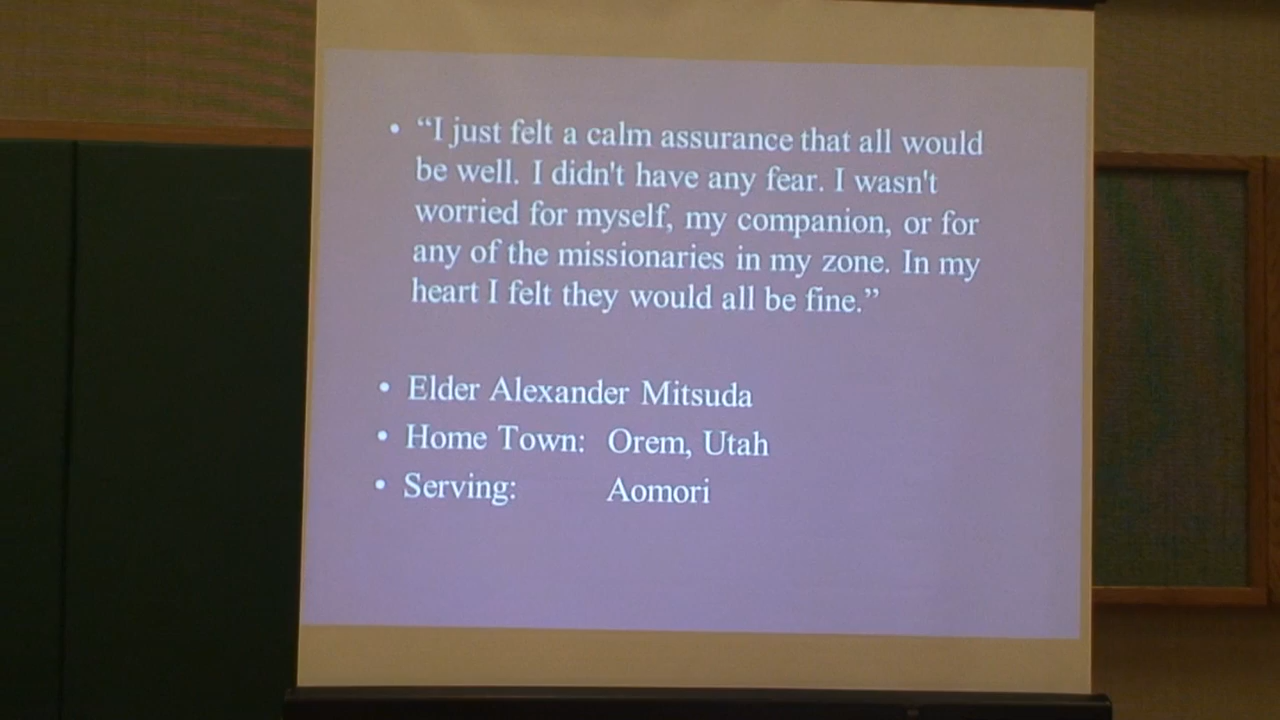 • “I just felt a calm assurance that all would
be well. I didn't have any fear. I wasn't
worried for myself, my companion, or for
any of the missionaries in my zone. In my
heart I felt they would all be fine.”
• Elder Alexander Mitsuda
• Home Town: Orem, Utah
• Serving: Aomori